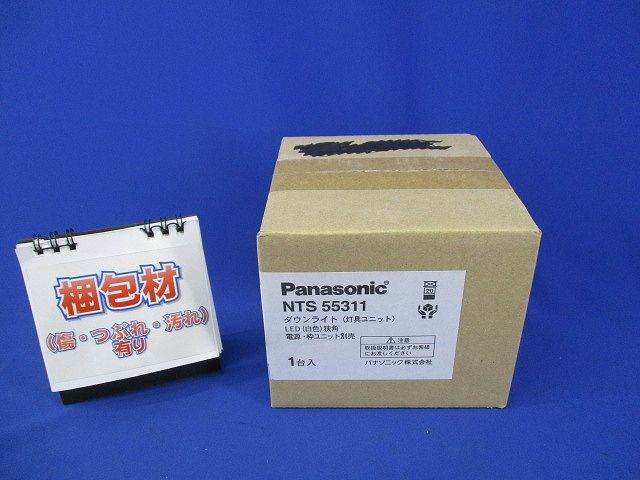 梱包材
(傷・つぶれ・汚れ)
有り
Panasonic
NTS 55311
ダウンライト (灯具ユニット)
LED (白色) 狭角
電源・枠ユニット別売
1台入
20
⚠ 注意
取扱説明書は必ずお客様
にお渡しください
パナソニック株式会社